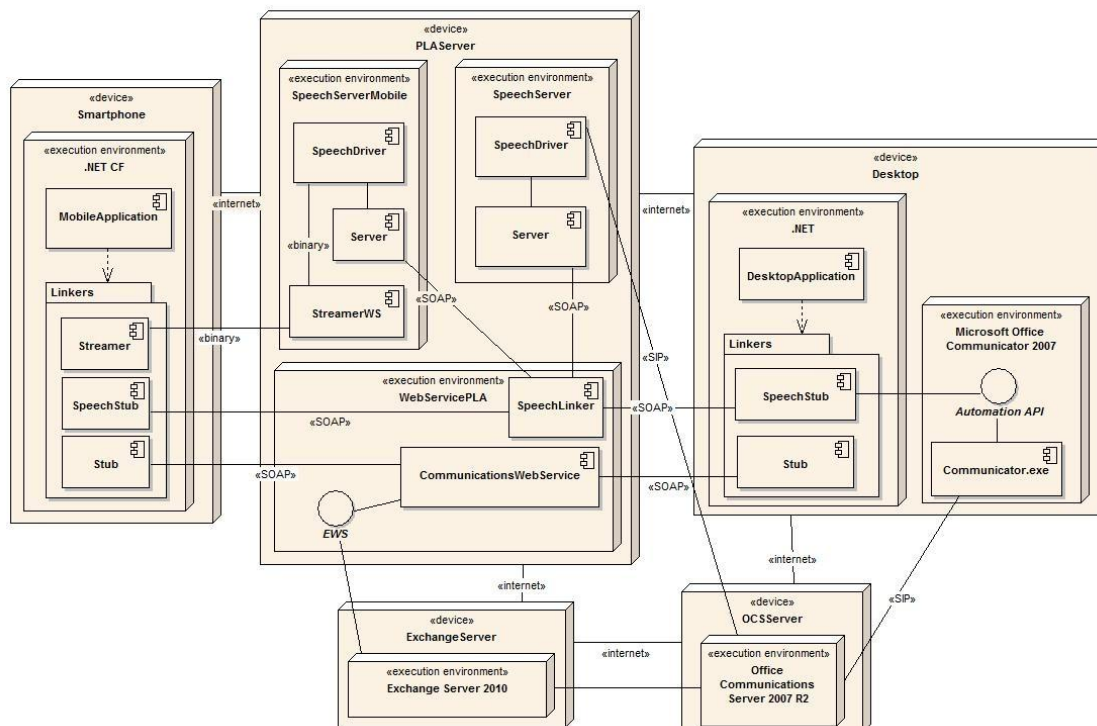 «device»
Smartphone
«execution environment»
.NET CF
MobileApplication
Linkers
Streamer
SpeechStub
Stub
«internet»
«binary»
«device»
PLAServer
«execution environment»
SpeechServerMobile
SpeechDriver
Server
«binary»
StreamerWS
«execution environment»
SpeechServer
SpeechDriver
Server
«SOAP»
«SOAP»
«SIP»
«execution environment»
WebServicePLA
SpeechLinker
«SOAP»
«SOAP»
CommunicationsWebService
«SOAP»
«SOAP»
EWS
«internet»
«device»
Desktop
«execution environment»
.NET
DesktopApplication
Linkers
SpeechStub
Stub
«execution environment»
Microsoft Office
Communicator 2007
Automation API
Communicator.exe
«internet»
«internet»
«SIP»
«device»
ExchangeServer
«execution environment»
Exchange Server 2010
«internet»
«device»
OCSServer
«execution environment»
Office
Communications
Server 2007 R2